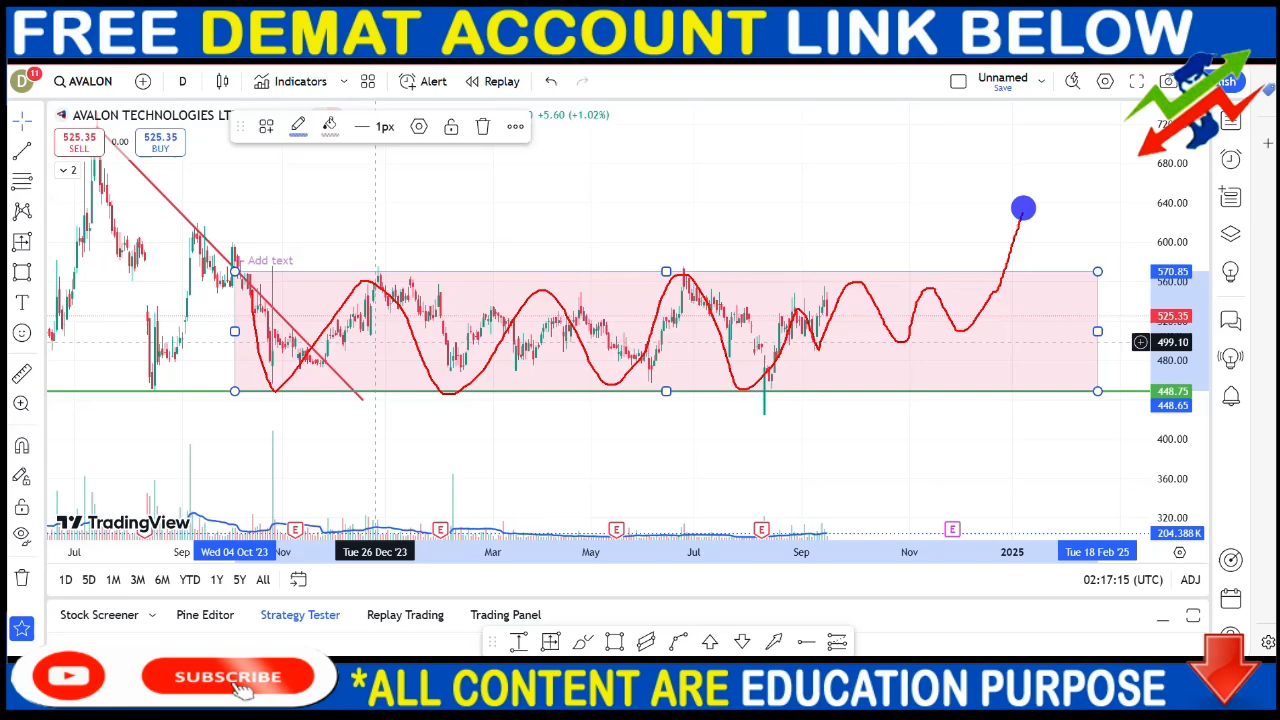 FREE DEMAT ACCOUNT LINK BELOW
D 11 AVALON D Indicators Alert Replay Unnamed
Save
AVALON TECHNOLOGIES LT +5.60 (+1.02%)
1px
525.35 SELL 0.00 525.35 BUY
2
680.00
640.00
600.00
Add text
570.85
560.00
525.35
499.10
480.00
448.75
448.65
400.00
360.00
320.00
TradingView
E E E E E
204.388K
Jul Sep Wed 04 Oct '23 Nov Tue 26 Dec '23 Mar May Jul Sep Nov 2025 Tue 18 Feb '25
1D 5D 1M 3M 6M YTD 1Y 5Y All 02:17:15 (UTC) ADJ
Stock Screener Pine Editor Strategy Tester Replay Trading Trading Panel
SUBSCRIBE
*ALL CONTENT ARE EDUCATION PURPOSE